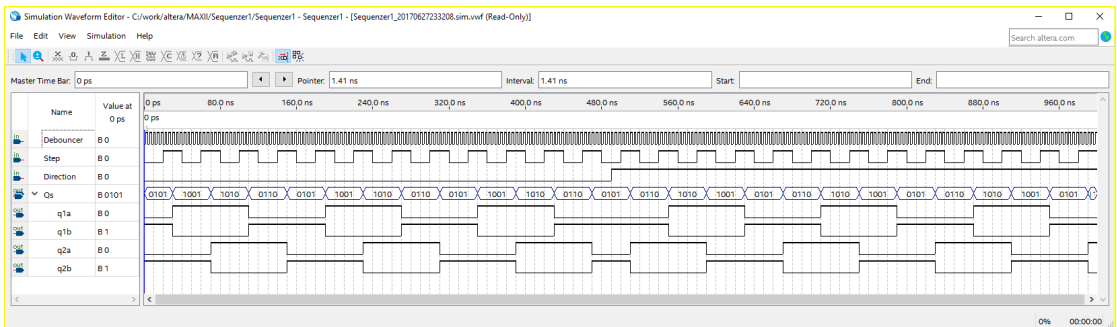 Simulation Waveform Editor - C:/work/altera/MAXII/Sequenzer1/Sequenzer1 - Sequenzer1 - [Sequenzer1_20170627233208.sim.vwf (Read-Only)]
File Edit View Simulation Help
Search altera.com
Master Time Bar: 0 ps Pointer: 1.41 ns Interval: 1.41 ns Start: End:
Name Value at 0 ps
0 ps 80.0 ns 160.0 ns 240.0 ns 320.0 ns 400.0 ns 480.0 ns 560.0 ns 640.0 ns 720.0 ns 800.0 ns 880.0 ns 960.0 ns
0 ps
Debouncer B 0
Step B 0
Direction B 0
Qs B 0101 0101 1001 1010 0110 0101 1001 1010 0110 0101 1001 1010 0110 0101 0110 1010 1001 0101 0110 1010 1001 0101 0110 1010 1001 0101
q1a B 0
q1b B 1
q2a B 0
q2b B 1
0% 00:00:00